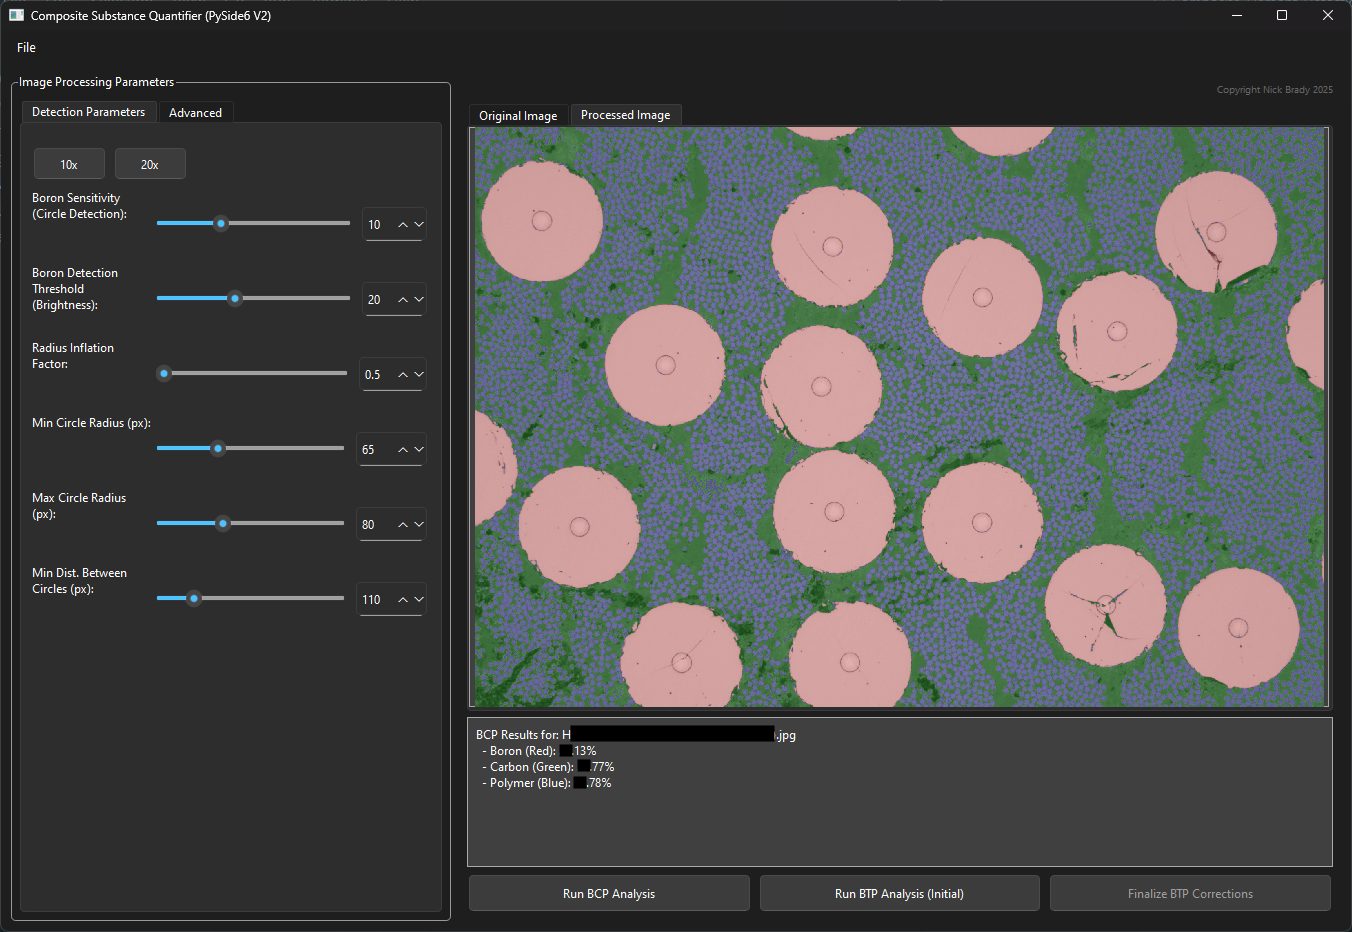 Composite Substance Quantifier (PySide6 V2)
File
Image Processing Parameters
Copyright Nick Brady 2025
Detection Parameters
Advanced
Original Image
Processed Image
10x
20x
Boron Sensitivity
(Circle Detection):
10
Boron Detection
Threshold
(Brightness):
20
Radius Inflation
Factor:
0.5
Min Circle Radius (px):
65
Max Circle Radius
(px):
80
Min Dist. Between
Circles (px):
110
BCP Results for: H .jpg
- Boron (Red): .13%
- Carbon (Green): .77%
- Polymer (Blue): .78%
Run BCP Analysis
Run BTP Analysis (Initial)
Finalize BTP Corrections